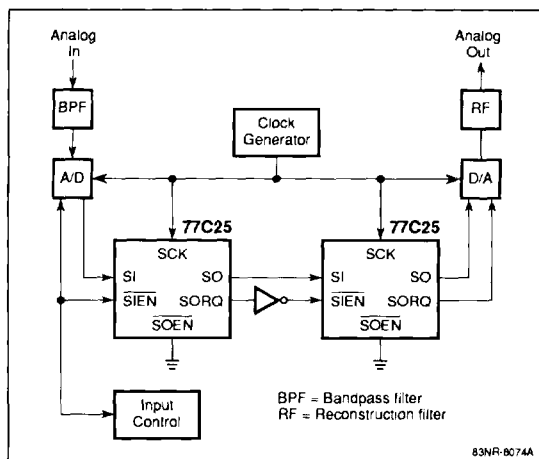 Analog
In
Analog
Out
BPF
RF
Clock
Generator
A/D
D/A
77C25
77C25
SCK
SCK
SI
SO
SI
SO
SIEN
SORQ
SIEN
SORQ
SOEN
SOEN
Input
Control
BPF = Bandpass filter
RF = Reconstruction filter
83NR-8074A